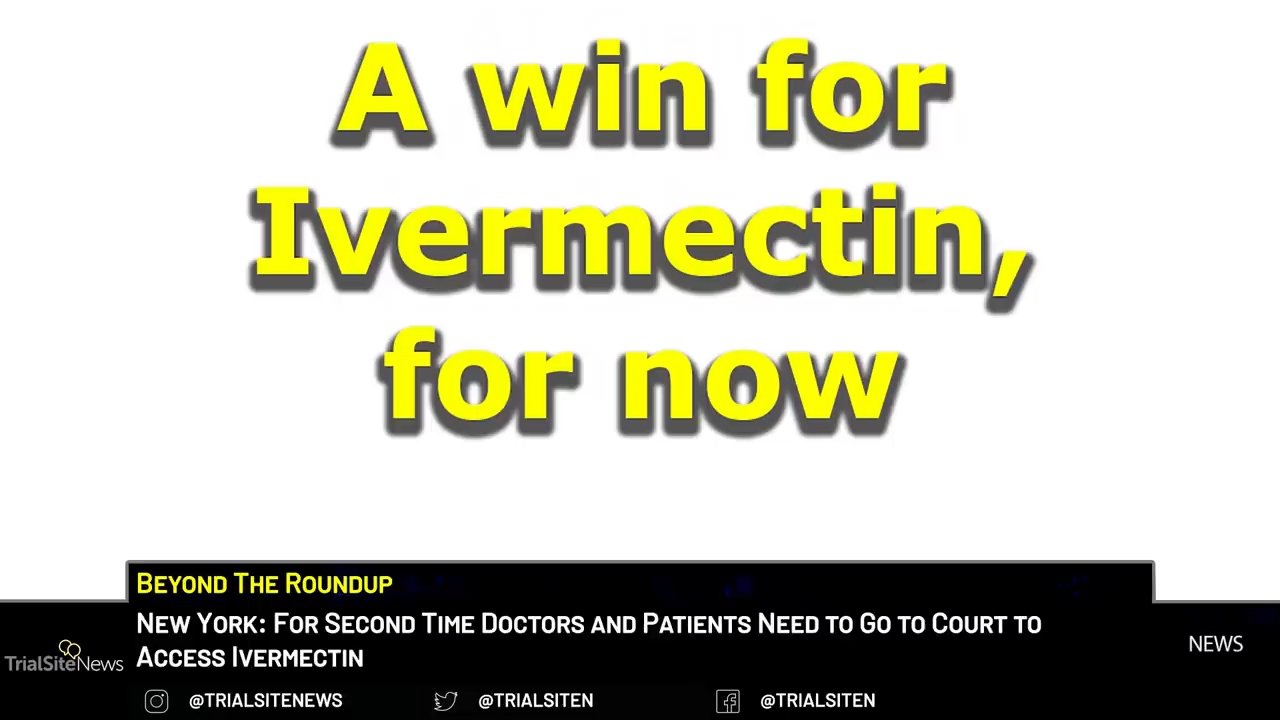 A win for
Ivermectin,
for now
Beyond The Roundup
New York: For Second Time Doctors and Patients Need to Go to Court to
Access Ivermectin
TrialSiteNews
NEWS
@TRIALSITENEWS
@TRIALSITEN
@TRIALSITEN